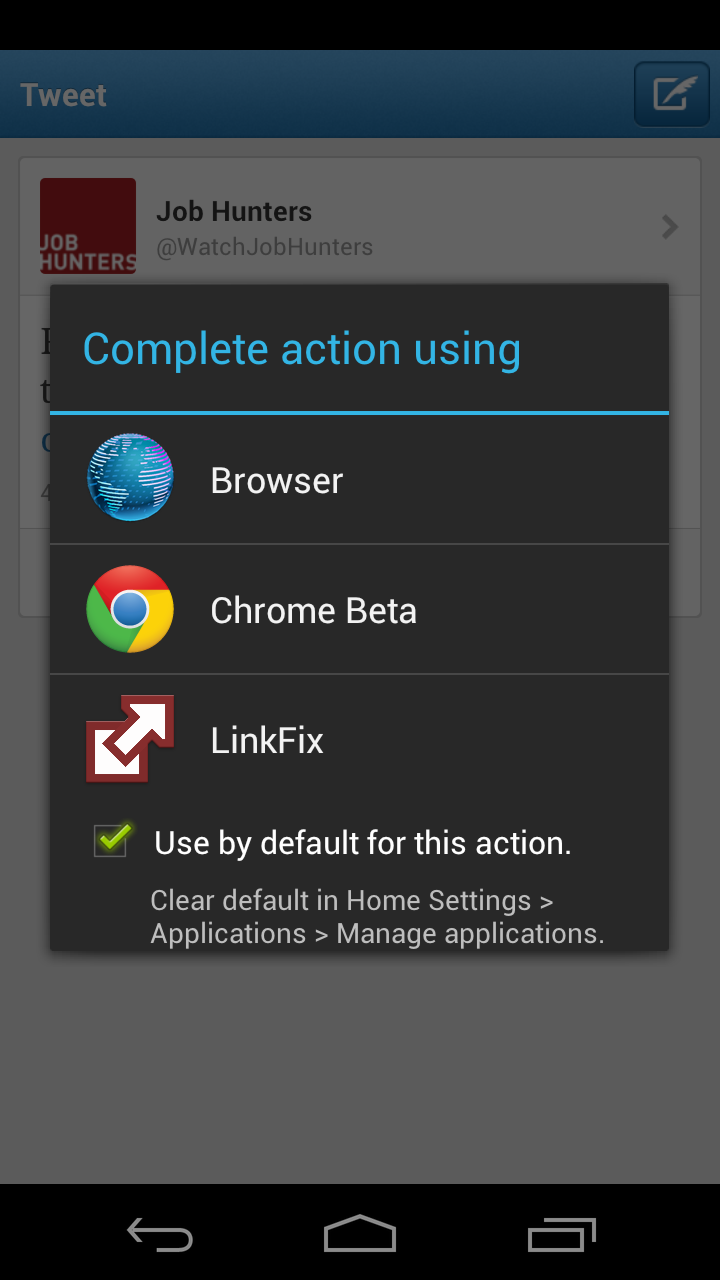 Tweet
JOB
HUNTERS
Job Hunters
@WatchJobHunters
Complete action using
Browser
Chrome Beta
LinkFix
Use by default for this action.
Clear default in Home Settings >
Applications > Manage applications.